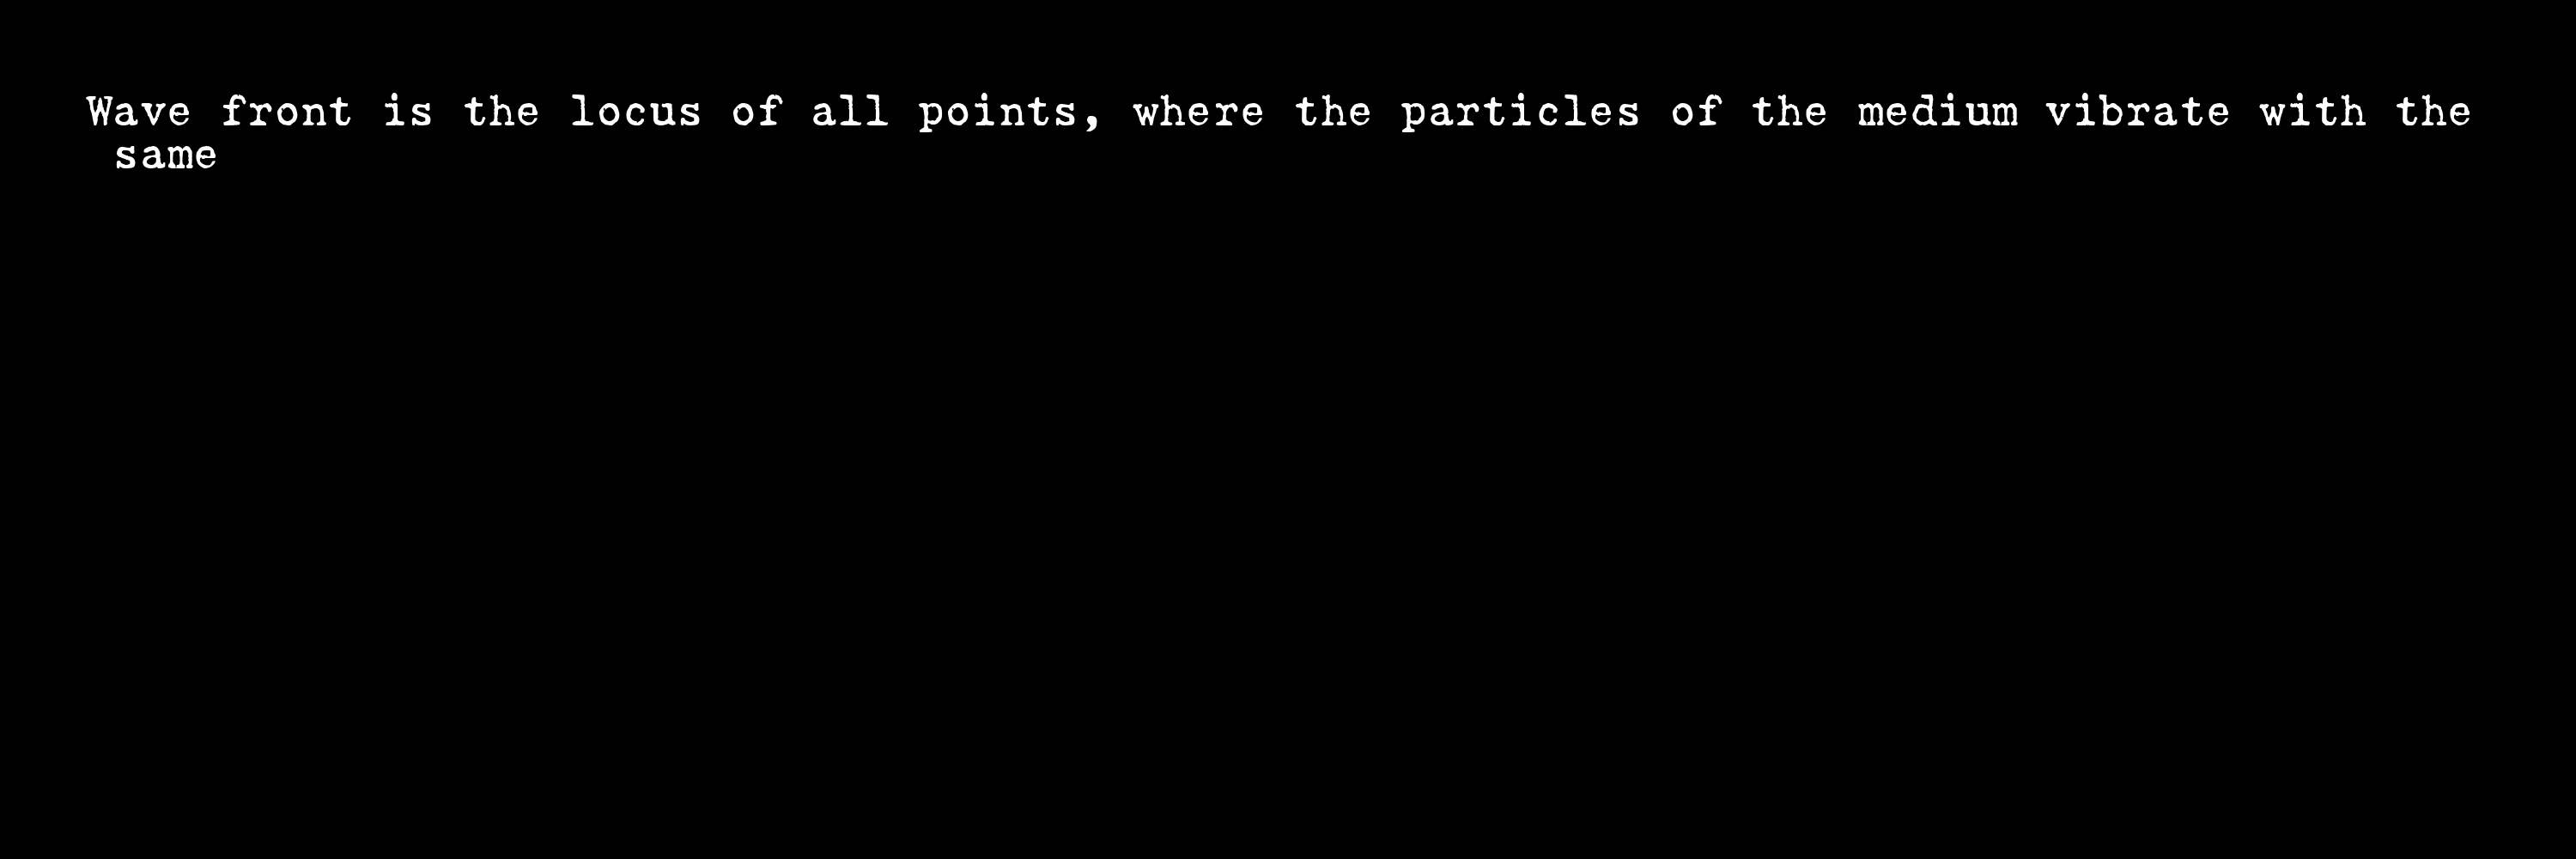 Wave front is the locus of all points, where the particles of the medium vibrate with the
same